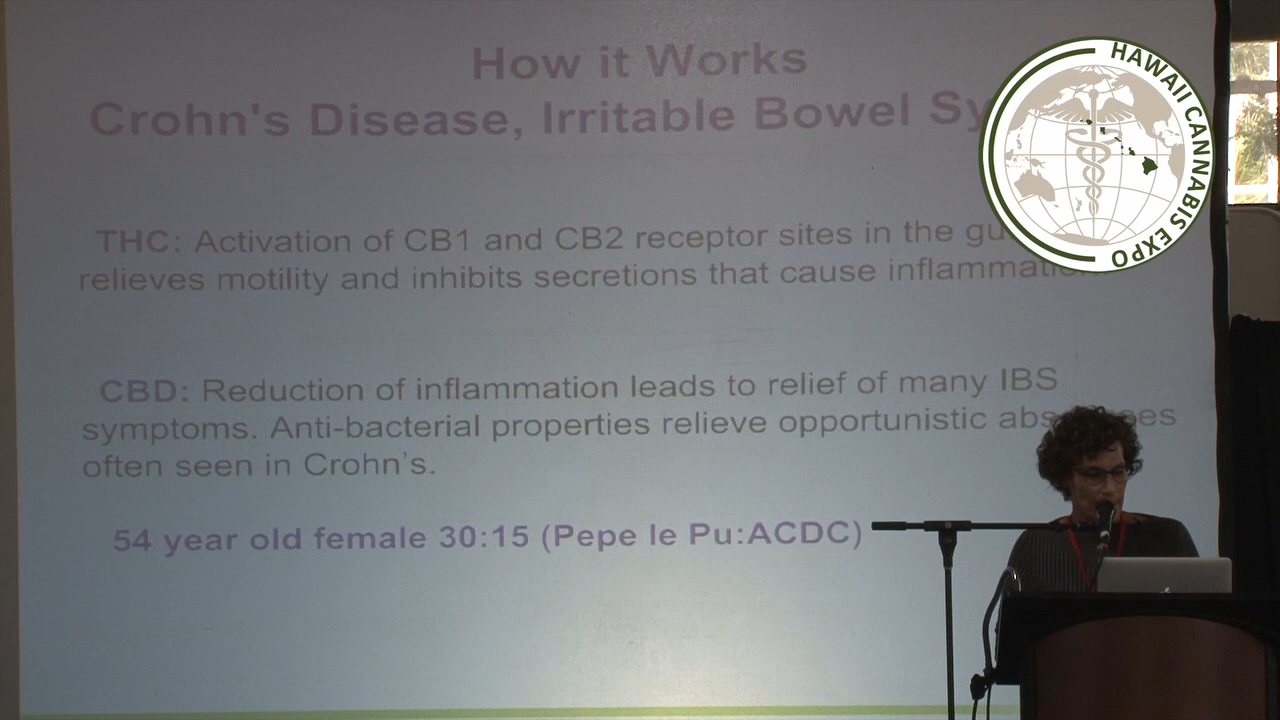 How it Works
Crohn's Disease, Irritable Bowel Sy
HAWAII CANNABIS EXPO
THC: Activation of CB1 and CB2 receptor sites in the gu
relieves motility and inhibits secretions that cause inflammation
CBD: Reduction of inflammation leads to relief of many IBS
symptoms. Anti-bacterial properties relieve opportunistic abscesses
often seen in Crohn's.
54 year old female 30:15 (Pepe le Pu:ACDC)